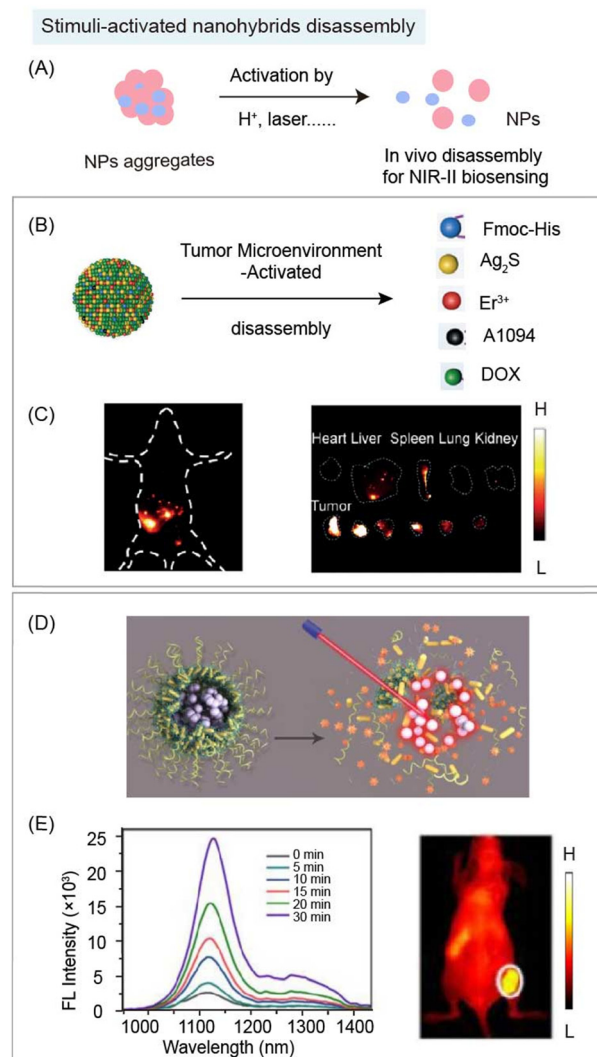 Stimuli-activated nanohybrids disassembly
(A)
Activation by
H⁺, laser......
NPs aggregates
NPs
In vivo disassembly
for NIR-II biosensing
(B)
Tumor Microenvironment
-Activated
disassembly
Fmoc-His
Ag₂S
Er³⁺
A1094
DOX
(C)
Heart Liver Spleen Lung Kidney
Tumor
H
L
(D)
(E)
FL Intensity (×10³)
25
20
15
10
5
0
0 min
5 min
10 min
15 min
20 min
30 min
1000 1100 1200 1300 1400
Wavelength (nm)
H
L